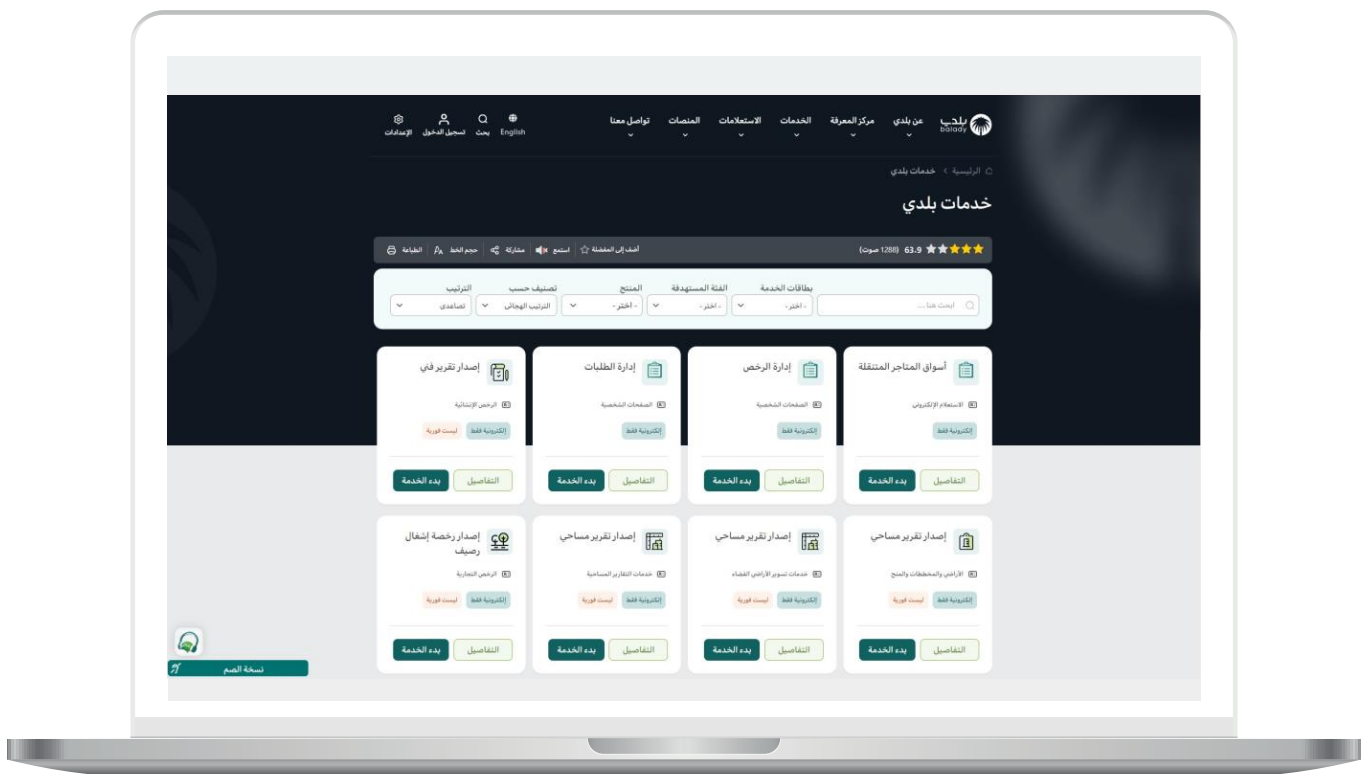 بلدي
balady
عن بلدي
مركز المعرفة
الخدمات
الاستعلامات
المنصات
تواصل معنا
English
بحث
تسجيل الدخول
الإعدادات
الرئيسية > خدمات بلدي
خدمات بلدي
63.9 (1288 صوت)
أضف إلى المفضلة
استمع
مشاركة
حجم الخط
الطباعة
بطاقات الخدمة
الفئة المستهدفة
المنتج
تصنيف حسب
الترتيب
ابحث هنا ...
- اختر -
- اختر -
- اختر -
الترتيب الهجائي
تصاعدي
أسواق المتاجر المتنقلة
الاستعلام الإلكتروني
إلكترونية فقط
التفاصيل
بدء الخدمة
إدارة الرخص
الصفحات الشخصية
إلكترونية فقط
التفاصيل
بدء الخدمة
إدارة الطلبات
الصفحات الشخصية
إلكترونية فقط
التفاصيل
بدء الخدمة
إصدار تقرير فني
الرخص الإنشائية
إلكترونية فقط
ليست فورية
التفاصيل
بدء الخدمة
إصدار تقرير مساحي
الأراضي والمخططات والمنح
إلكترونية فقط
ليست فورية
التفاصيل
بدء الخدمة
إصدار تقرير مساحي
خدمات تسوير الأراضي الفضاء
إلكترونية فقط
ليست فورية
التفاصيل
بدء الخدمة
إصدار تقرير مساحي
خدمات التقارير المساحية
إلكترونية فقط
ليست فورية
التفاصيل
بدء الخدمة
إصدار رخصة إشغال
رصيف
الرخص التجارية
إلكترونية فقط
ليست فورية
التفاصيل
بدء الخدمة
نسخة الصم